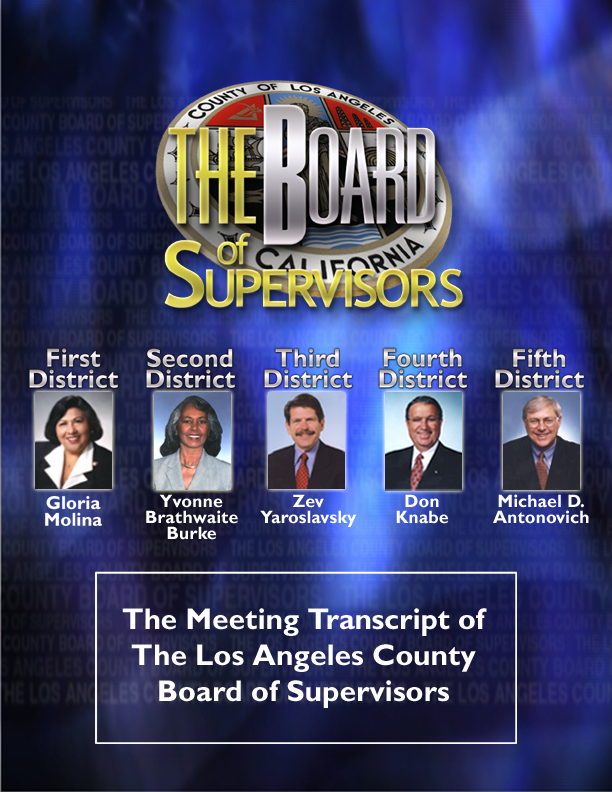 COUNTY OF LOS ANGELES
THE BOARD
of
SUPERVISORS
CALIFORNIA
First
District
Second
District
Third
District
Fourth
District
Fifth
District
Gloria
Molina
Yvonne
Brathwaite
Burke
Zev
Yaroslavsky
Don
Knabe
Michael D.
Antonovich
The Meeting Transcript of
The Los Angeles County
Board of Supervisors